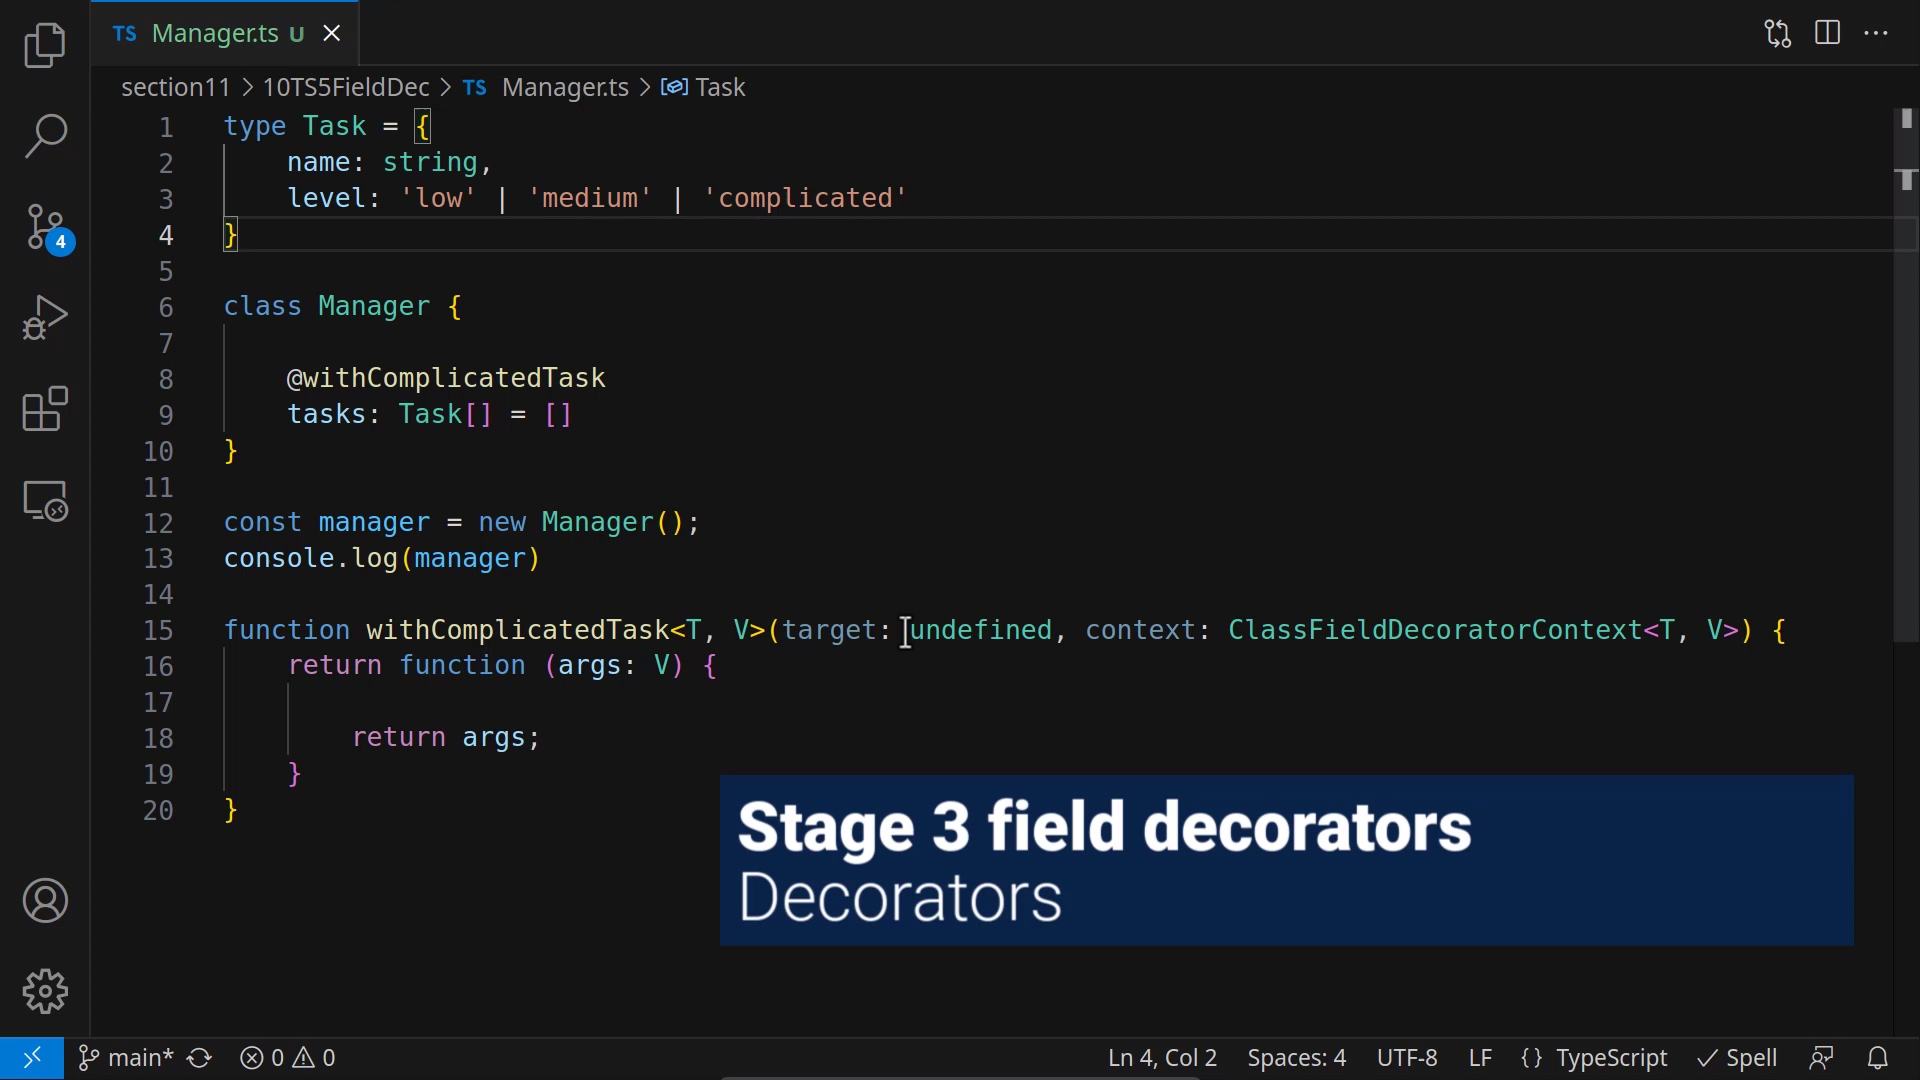 TS Manager.ts U
section11 > 10TS5FieldDec > TS Manager.ts > Task
1 type Task = {
2     name: string,
3     level: 'low' | 'medium' | 'complicated'
4 }
5
6 class Manager {
7
8     @withComplicatedTask
9     tasks: Task[] = []
10 }
11
12 const manager = new Manager();
13 console.log(manager)
14
15 function withComplicatedTask<T, V>(target: undefined, context: ClassFieldDecoratorContext<T, V>) {
16     return function (args: V) {
17
18         return args;
19     }
20 }
Stage 3 field decorators
Decorators
4
main* 0 0 Ln 4, Col 2 Spaces: 4 UTF-8 LF {} TypeScript Spell